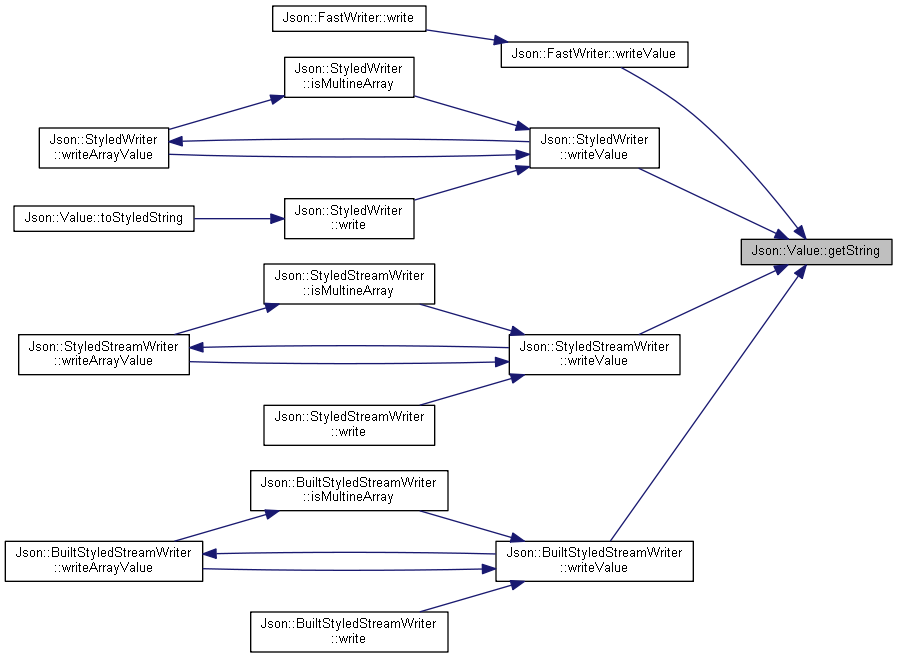 Json::FastWriter::write
Json::FastWriter::writeValue
Json::StyledWriter
::isMultineArray
Json::StyledWriter
::writeArrayValue
Json::StyledWriter
::writeValue
Json::Value::toStyledString
Json::StyledWriter
::write
Json::Value::getString
Json::StyledStreamWriter
::isMultineArray
Json::StyledStreamWriter
::writeArrayValue
Json::StyledStreamWriter
::writeValue
Json::StyledStreamWriter
::write
Json::BuiltStyledStreamWriter
::isMultineArray
Json::BuiltStyledStreamWriter
::writeArrayValue
Json::BuiltStyledStreamWriter
::writeValue
Json::BuiltStyledStreamWriter
::write